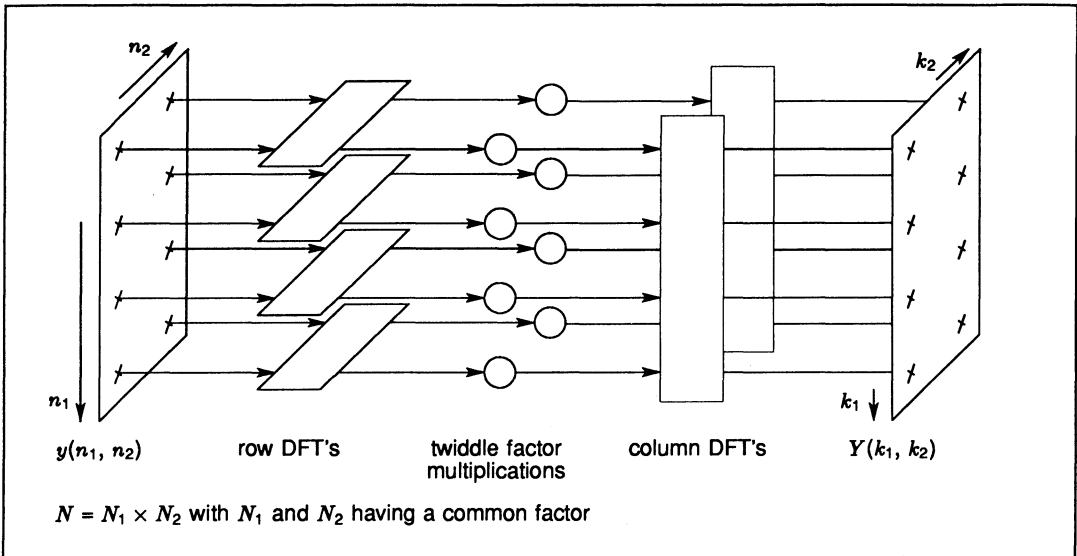 n₂
k₂
n₁
k₁
y(n₁, n₂)
row DFT's
twiddle factor
multiplications
column DFT's
Y(k₁, k₂)
N = N₁ × N₂ with N₁ and N₂ having a common factor